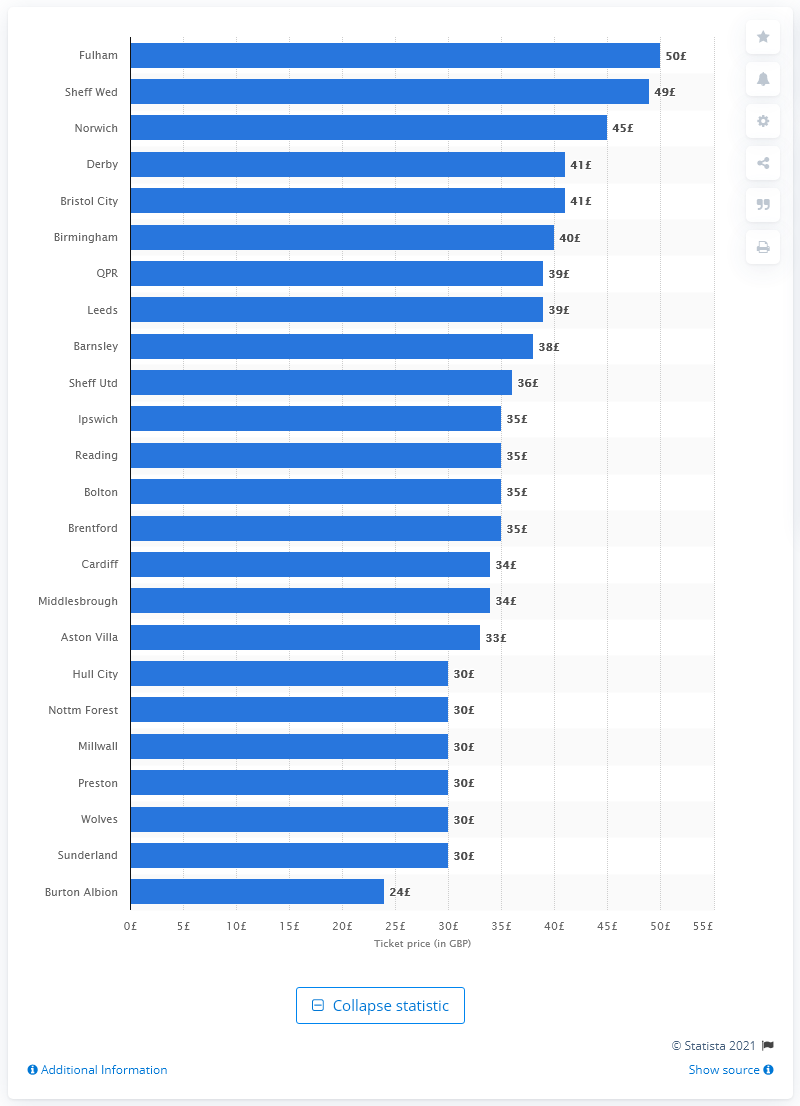 Fulham 50£
Sheff Wed 49£
Norwich 45£
Derby 41£
Bristol City 41£
Birmingham 40£
QPR 39£
Leeds 39£
Barnsley 38£
Sheff Utd 36£
Ipswich 35£
Reading 35£
Bolton 35£
Brentford 35£
Cardiff 34£
Middlesbrough 34£
Aston Villa 33£
Hull City 30£
Nottm Forest 30£
Millwall 30£
Preston 30£
Wolves 30£
Sunderland 30£
Burton Albion 24£
0£ 5£ 10£ 15£ 20£ 25£ 30£ 35£ 40£ 45£ 50£ 55£
Ticket price (in GBP)
Collapse statistic
© Statista 2021
Additional Information Show source